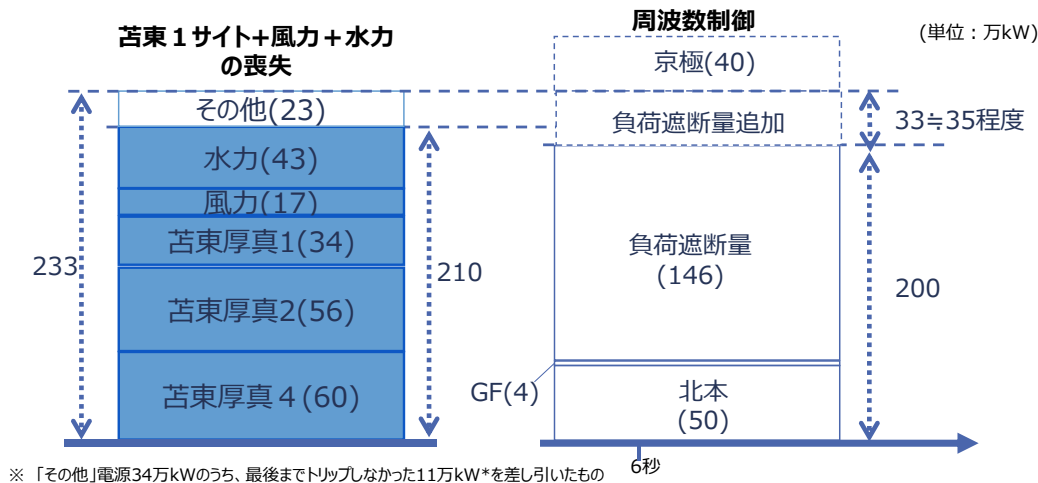 苫東１サイト+風力＋水力
の喪失
周波数制御
(単位：万kW)
京極(40)
その他(23)
負荷遮断量追加
33≒35程度
水力(43)
風力(17)
苫東厚真1(34)
233
210
負荷遮断量
(146)
200
苫東厚真2(56)
GF(4)
苫東厚真４(60)
北本
(50)
6秒
※ 「その他」電源34万kWのうち、最後までトリップしなかった11万kW*を差し引いたもの